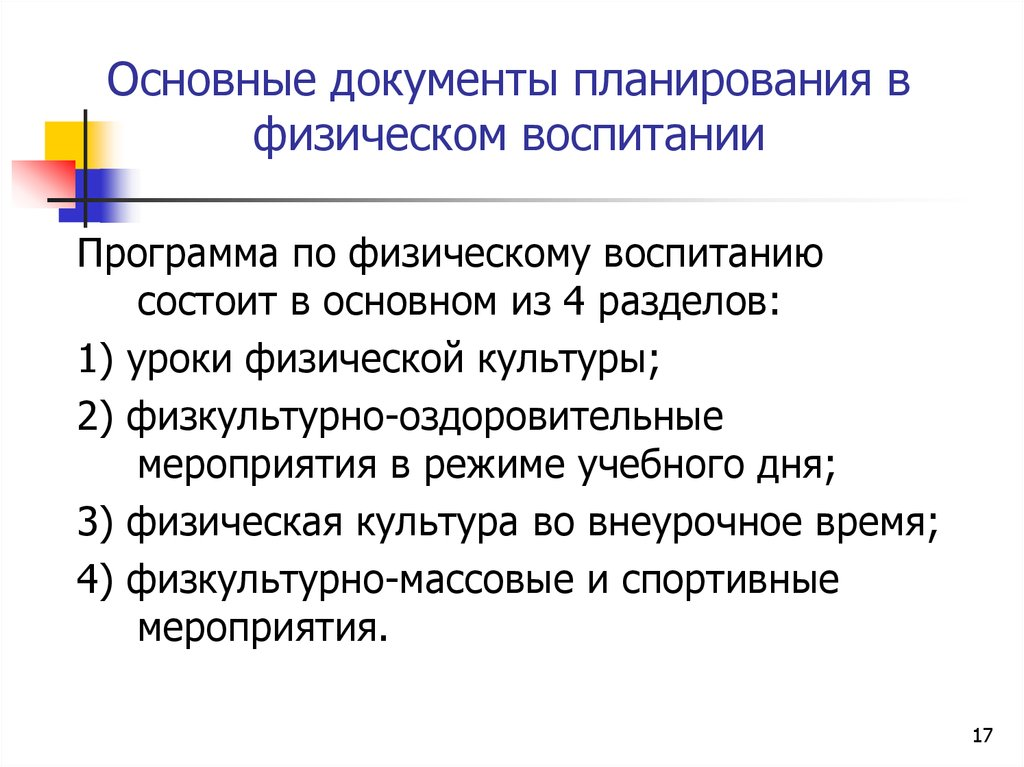 Основные документы планирования в
физическом воспитании
Программа по физическому воспитанию
состоит в основном из 4 разделов:
1) уроки физической культуры;
2) физкультурно-оздоровительные
мероприятия в режиме учебного дня;
3) физическая культура во внеурочное время;
4) физкультурно-массовые и спортивные
мероприятия.
17